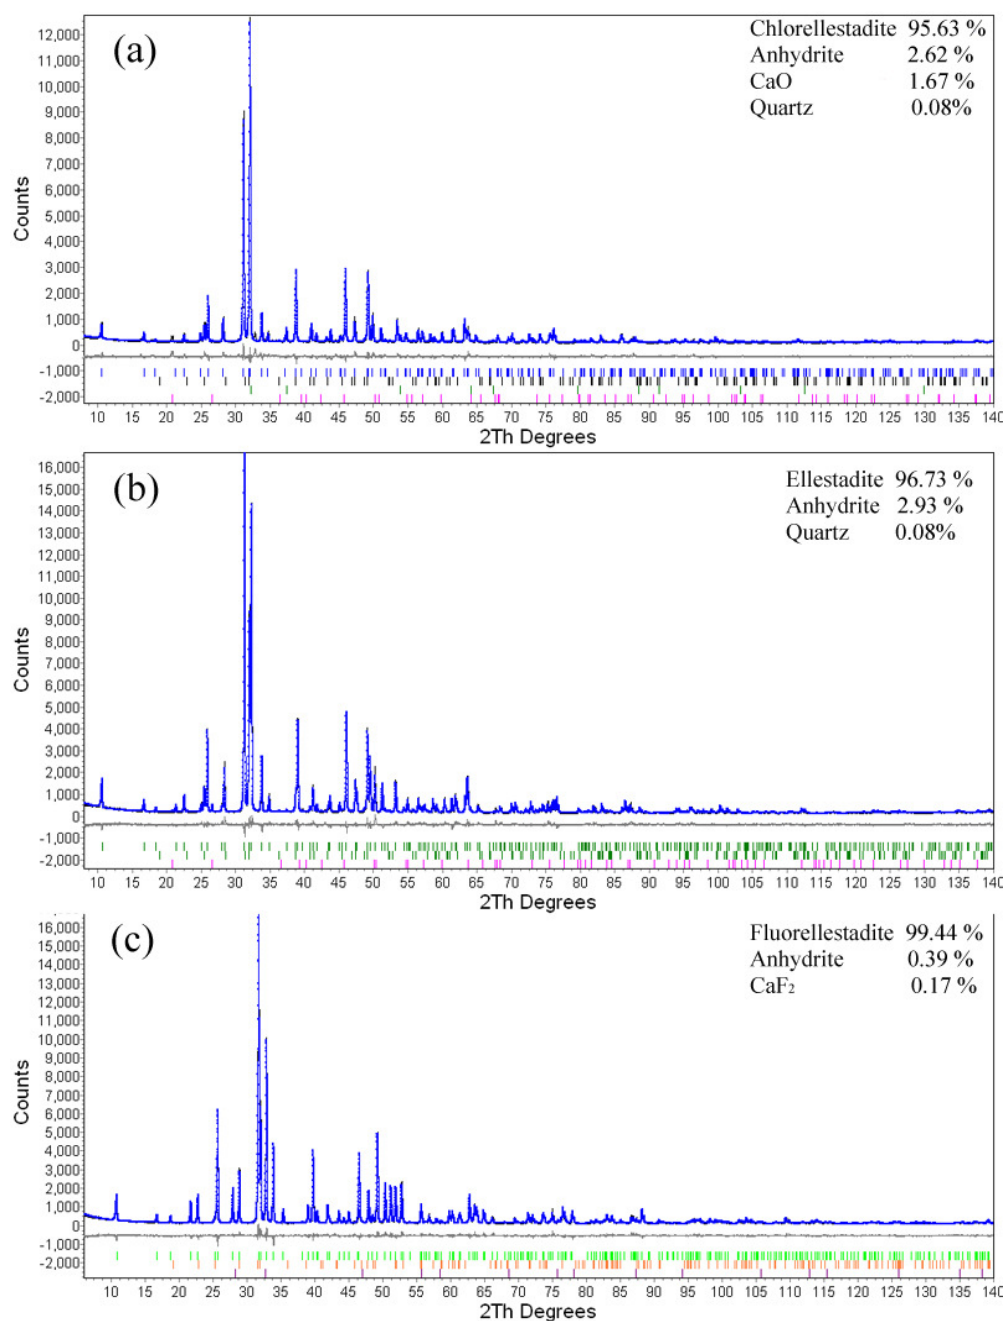 (a)
Chlorellestadite 95.63 %
Anhydrite 2.62 %
CaO 1.67 %
Quartz 0.08%
Counts
12,000
11,000
10,000
9,000
8,000
7,000
6,000
5,000
4,000
3,000
2,000
1,000
0
-1,000
-2,000
10 15 20 25 30 35 40 45 50 55 60 65 70 75 80 85 90 95 100 105 110 115 120 125 130 135 140
2Th Degrees
(b)
Ellestadite 96.73 %
Anhydrite 2.93 %
Quartz 0.08%
Counts
16,000
15,000
14,000
13,000
12,000
11,000
10,000
9,000
8,000
7,000
6,000
5,000
4,000
3,000
2,000
1,000
0
-1,000
-2,000
10 15 20 25 30 35 40 45 50 55 60 65 70 75 80 85 90 95 100 105 110 115 120 125 130 135 140
2Th Degrees
(c)
Fluorellestadite 99.44 %
Anhydrite 0.39 %
CaF₂ 0.17 %
Counts
16,000
15,000
14,000
13,000
12,000
11,000
10,000
9,000
8,000
7,000
6,000
5,000
4,000
3,000
2,000
1,000
0
-1,000
-2,000
10 15 20 25 30 35 40 45 50 55 60 65 70 75 80 85 90 95 100 105 110 115 120 125 130 135 140
2Th Degrees